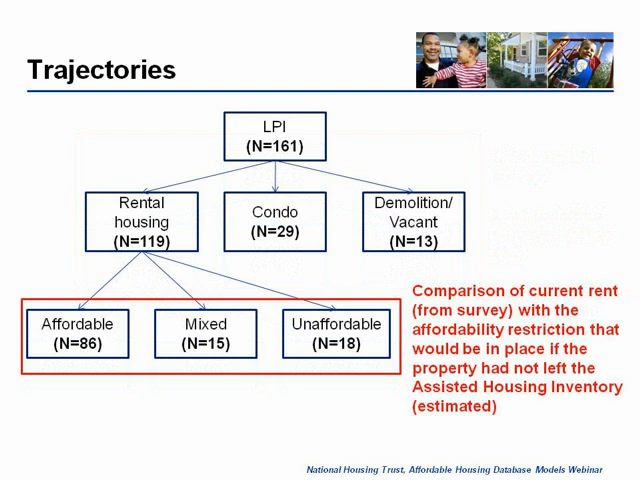 Trajectories
LPI
(N=161)
Rental
housing
(N=119)
Condo
(N=29)
Demolition/
Vacant
(N=13)
Affordable
(N=86)
Mixed
(N=15)
Unaffordable
(N=18)
Comparison of current rent
(from survey) with the
affordability restriction that
would be in place if the
property had not left the
Assisted Housing Inventory
(estimated)
National Housing Trust, Affordable Housing Database Models Webinar